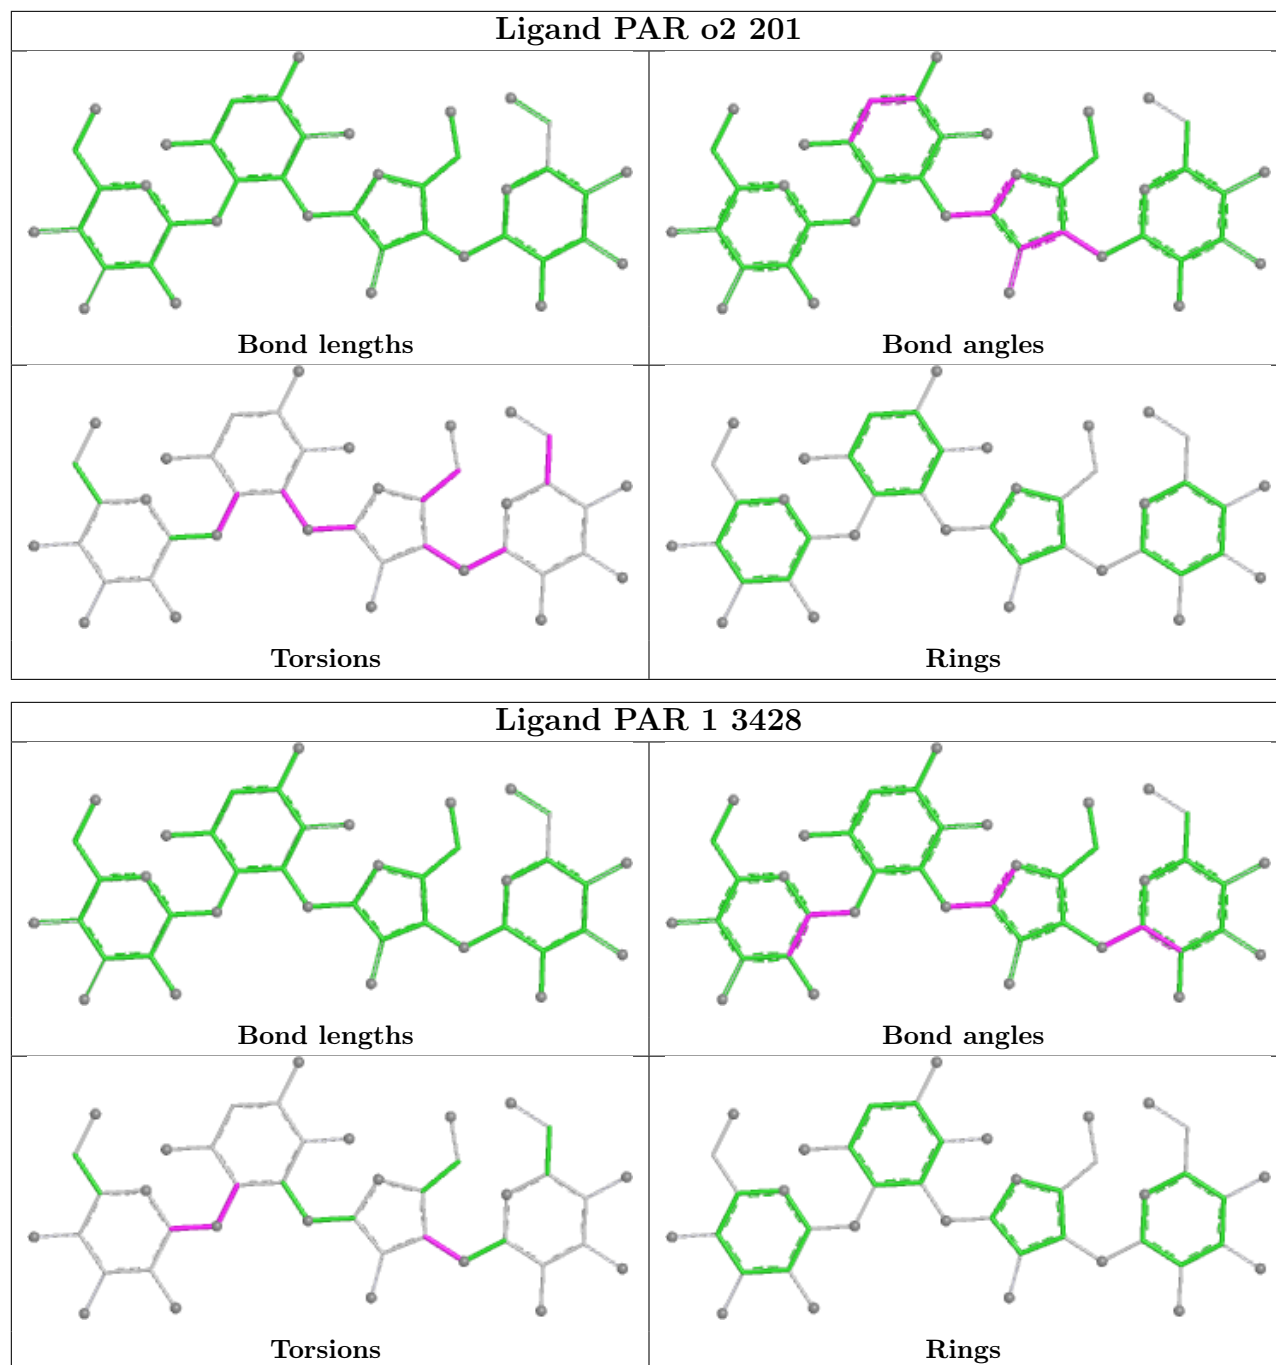 Ligand PAR o2 201
Bond lengths
Bond angles
Torsions
Rings
Ligand PAR 1 3428
Bond lengths
Bond angles
Torsions
Rings